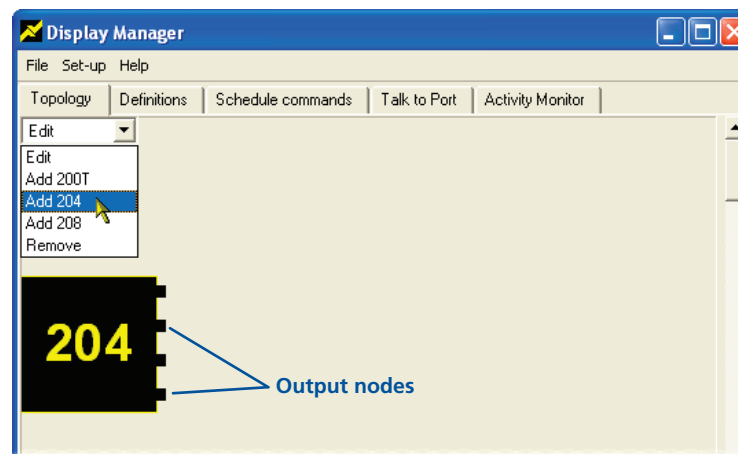 Display Manager
File Set-up Help
Topology Definitions Schedule commands Talk to Port Activity Monitor
Edit
Edit
Add 200T
Add 204
Add 208
Remove
204
Output nodes